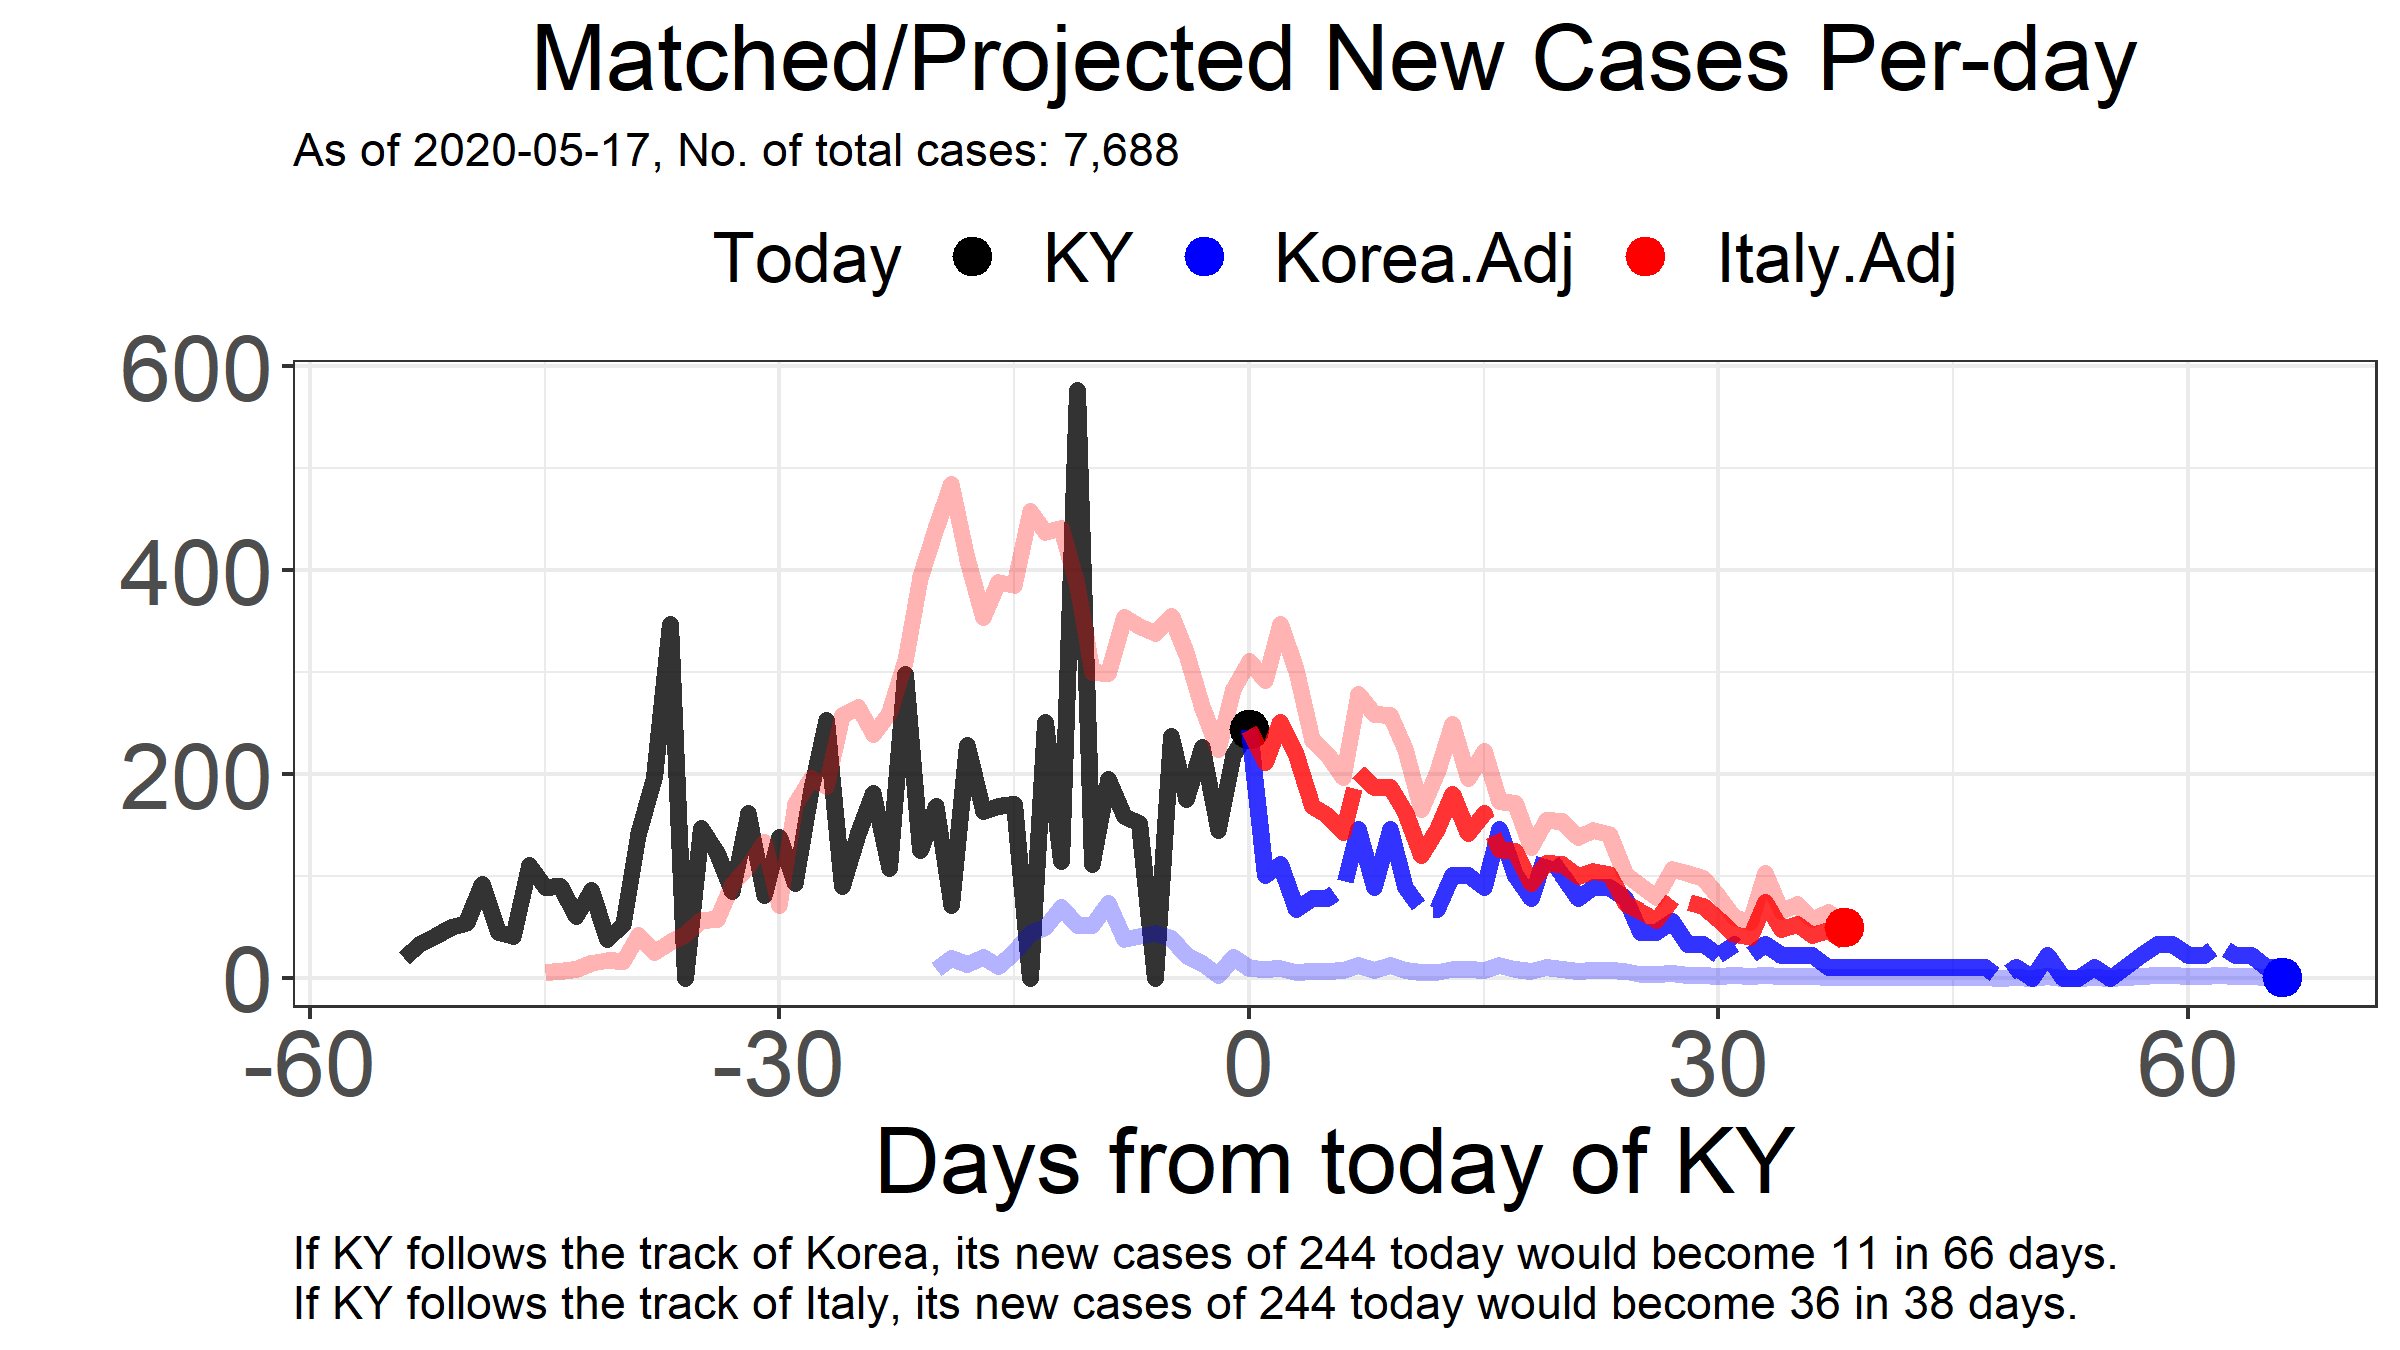 Matched/Projected New Cases Per-day
As of 2020-05-17, No. of total cases: 7,688
Today KY Korea.Adj Italy.Adj
600
400
200
0
-60 -30 0 30 60
Days from today of KY
If KY follows the track of Korea, its new cases of 244 today would become 11 in 66 days.
If KY follows the track of Italy, its new cases of 244 today would become 36 in 38 days.